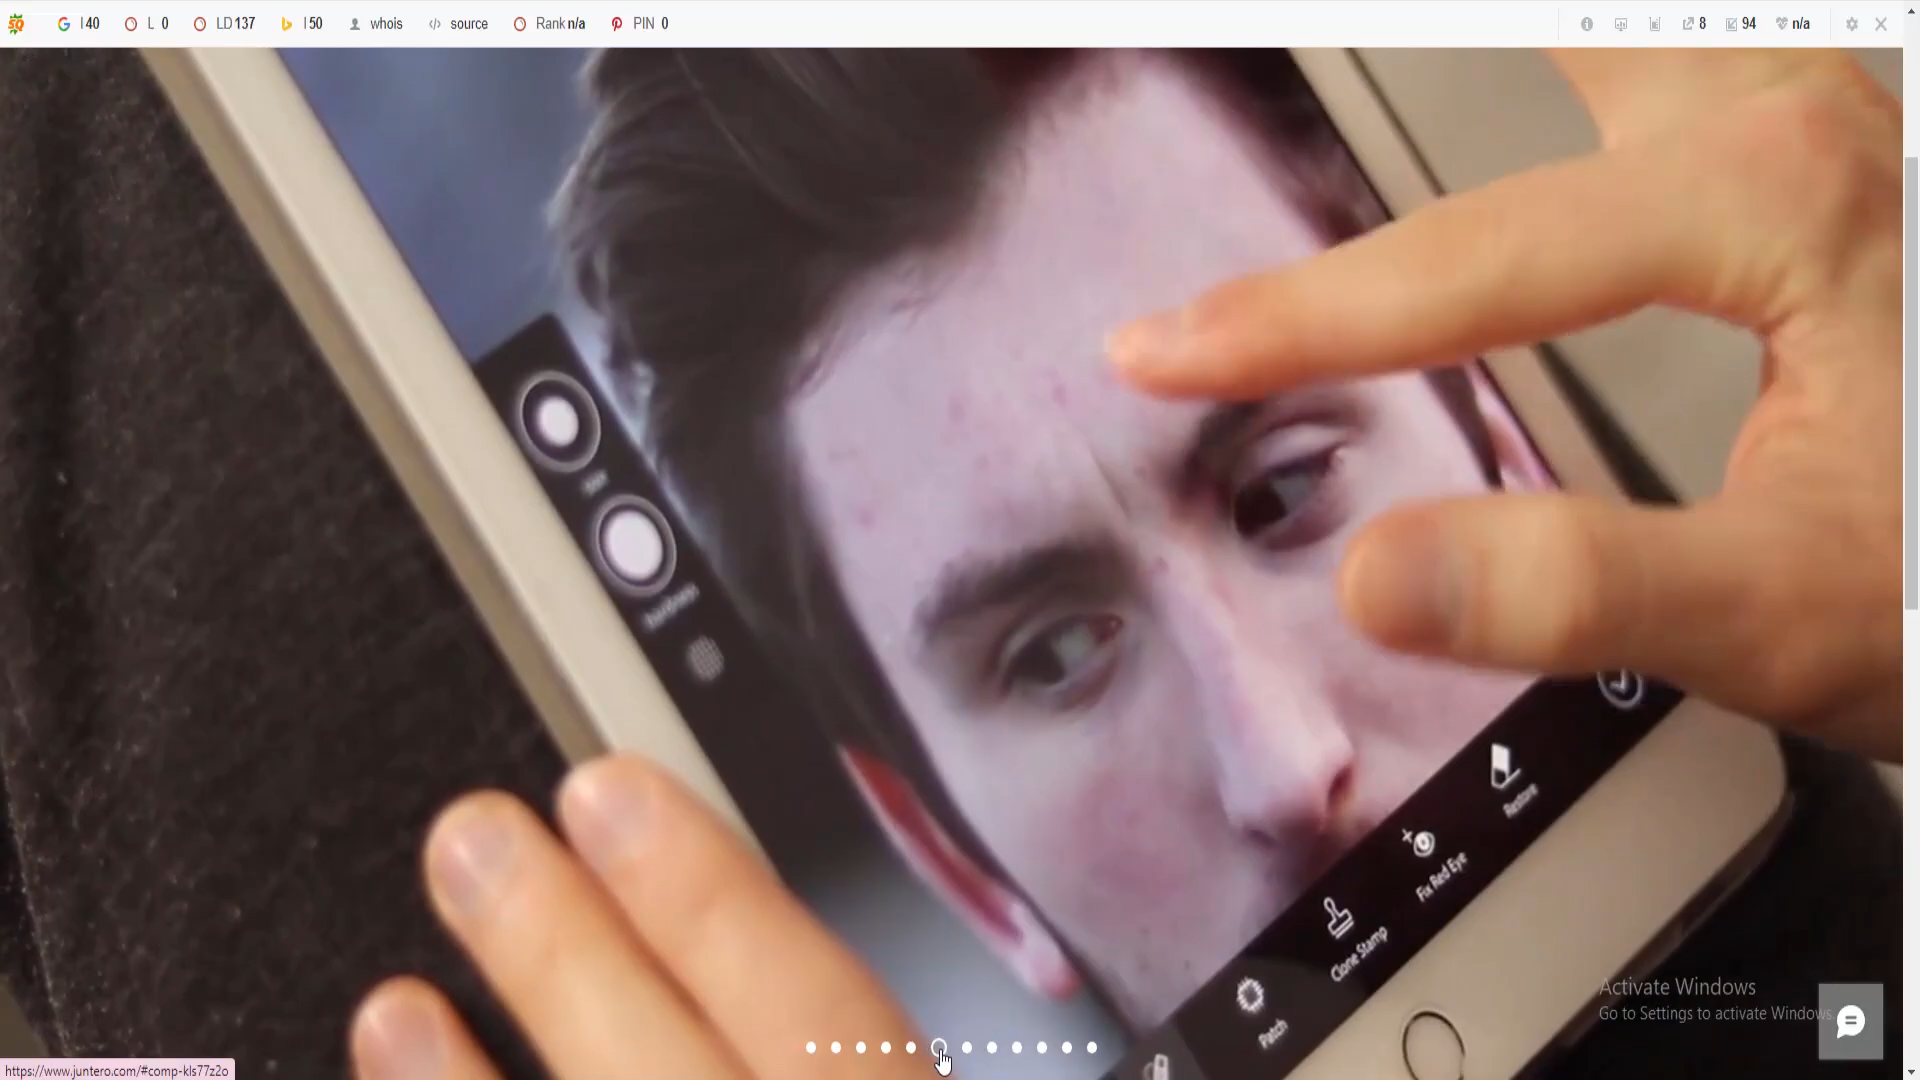 I 40 L 0 LD 137 I 50 whois source Rank n/a PIN 0 8 94 n/a
hardness
Restore
Fix Red Eye
Clone Stamp
Patch
Activate Windows
Go to Settings to activate Windows.
https://www.juntero.com/#comp-kls77z2o